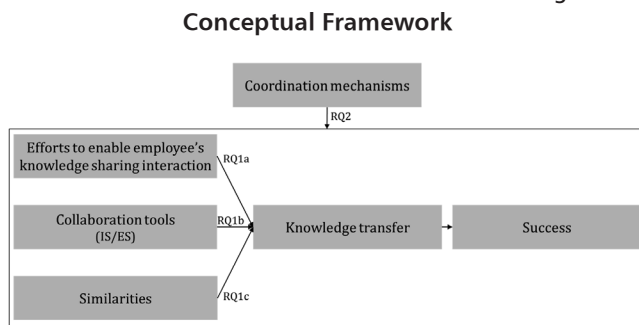 Conceptual Framework
Coordination mechanisms
RQ2
Efforts to enable employee's
knowledge sharing interaction
RQ1a
Collaboration tools
(IS/ES)
RQ1b
Knowledge transfer
Success
Similarities
RQ1c